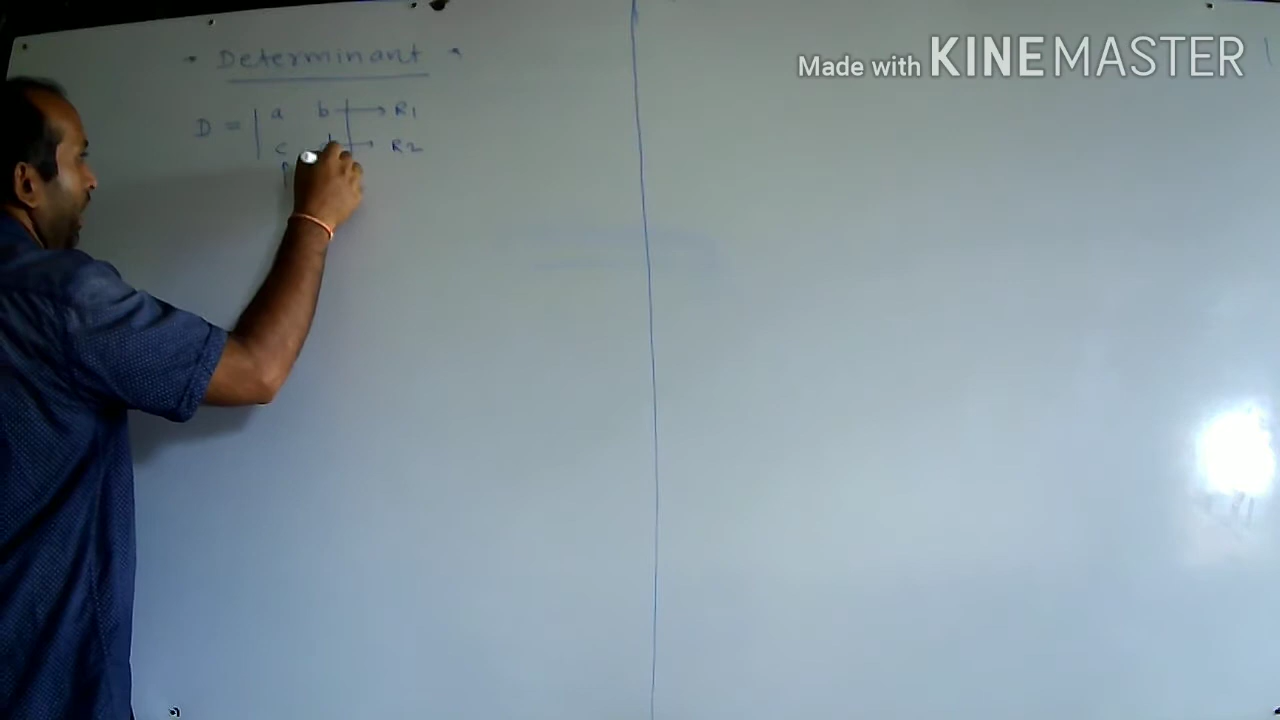 Made with KINEMASTER
Determinant
D = | a b | → R1
c d | → R2